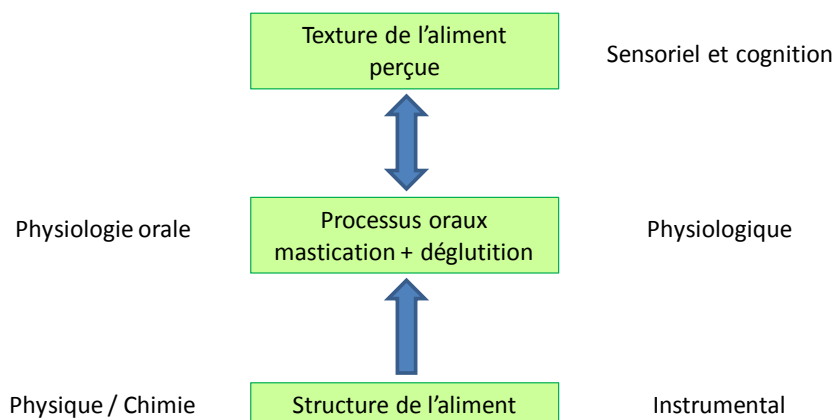 Texture de l'aliment
perçue
Sensoriel et cognition
Physiologie orale
Processus oraux
mastication + déglutition
Physiologique
Physique / Chimie
Structure de l'aliment
Instrumental